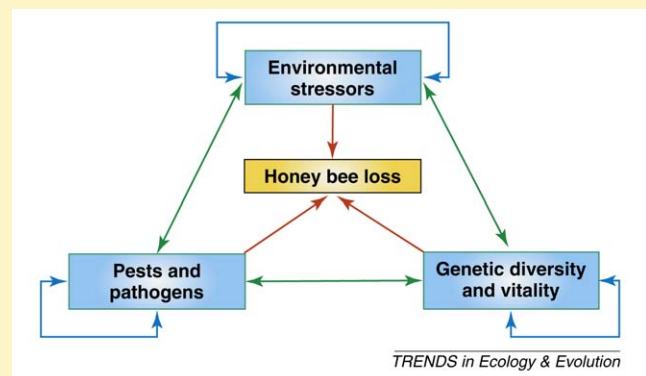 Environmental
stressors
Honey bee loss
Pests and
pathogens
Genetic diversity
and vitality
TRENDS in Ecology & Evolution